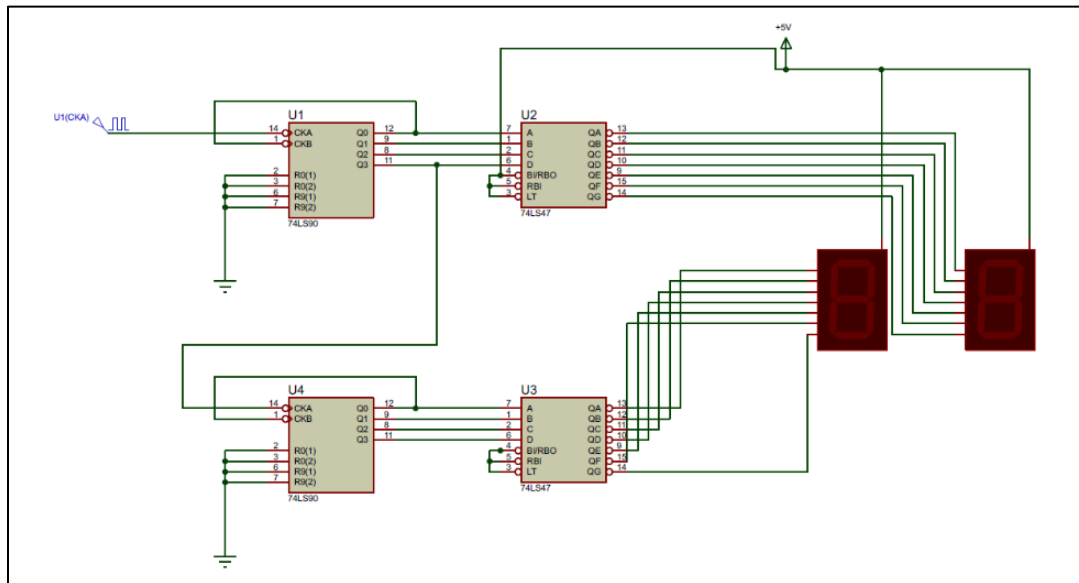 +5V
U1(CKA)
U1
14 CKA Q0 12
1 CKB Q1 9
Q2 8
Q3 11
2 R0(1)
3 R0(2)
6 R9(1)
7 R9(2)
74LS90
U2
7 A QA 13
1 B QB 12
2 C QC 11
6 D QD 10
4 BI/RBO QE 9
5 RBI QF 15
3 LT QG 14
74LS47
U4
14 CKA Q0 12
1 CKB Q1 9
Q2 8
Q3 11
2 R0(1)
3 R0(2)
6 R9(1)
7 R9(2)
74LS90
U3
7 A QA 13
1 B QB 12
2 C QC 11
6 D QD 10
4 BI/RBO QE 9
5 RBI QF 15
3 LT QG 14
74LS47